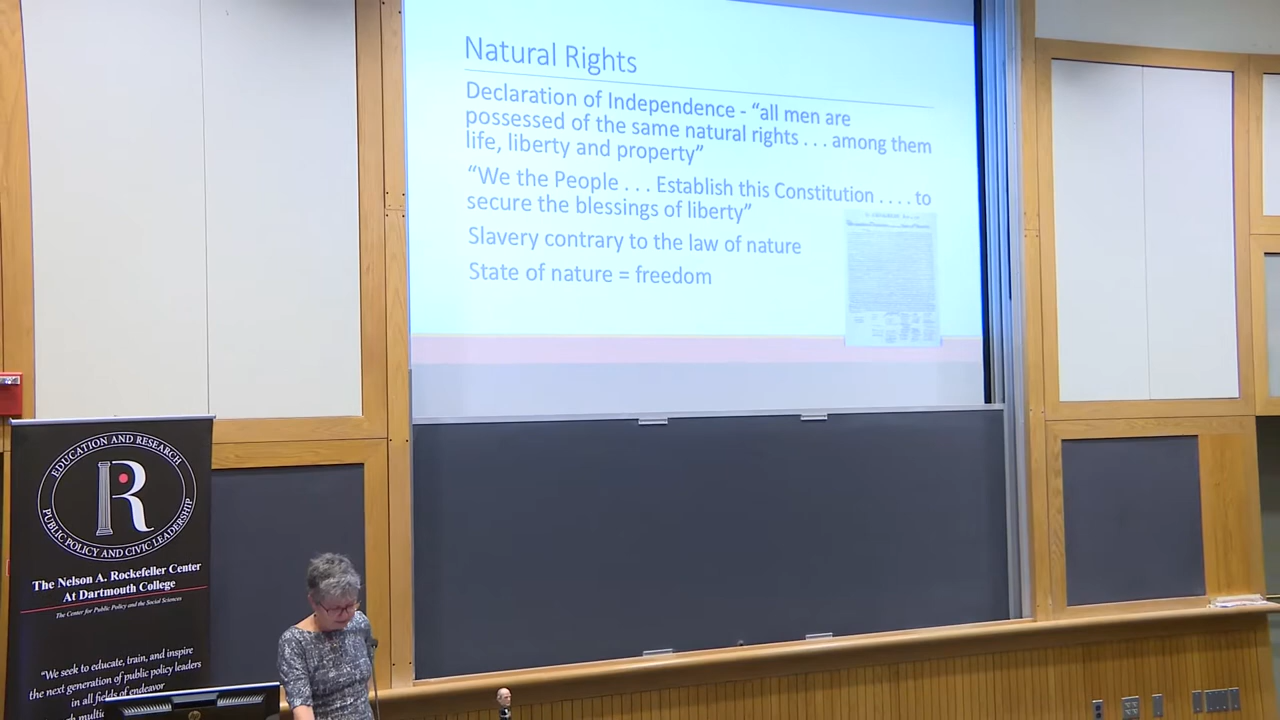 Natural Rights
Declaration of Independence - “all men are
possessed of the same natural rights . . . among them
life, liberty and property”
“We the People . . . Establish this Constitution . . . . to
secure the blessings of liberty”
Slavery contrary to the law of nature
State of nature = freedom
EDUCATION AND RESEARCH
R
PUBLIC POLICY AND CIVIC LEADERSHIP
The Nelson A. Rockefeller Center
At Dartmouth College
The Center for Public Policy and the Social Sciences
“We seek to educate, train, and inspire
the next generation of public policy leaders
in all fields of endeavor